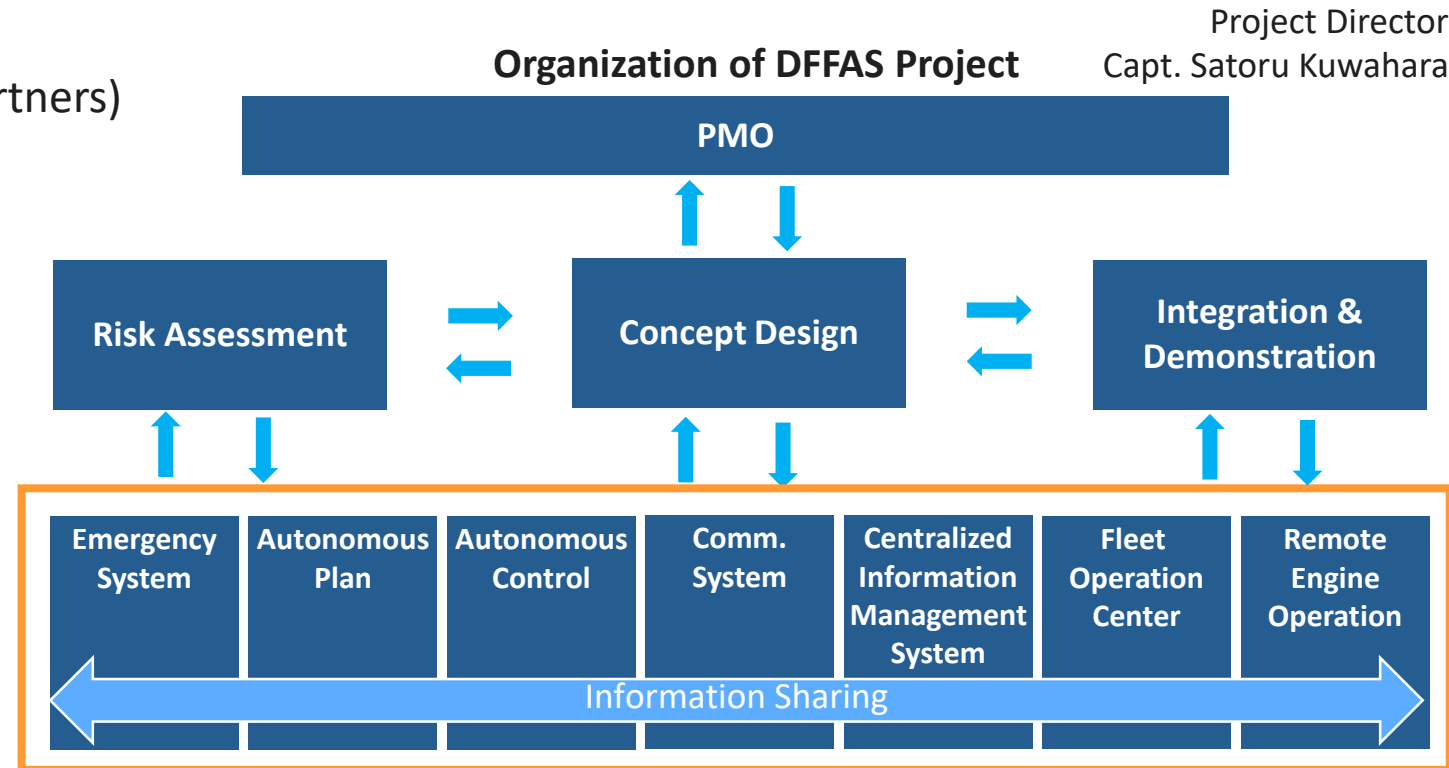 Project Director
Organization of DFFAS Project
Capt. Satoru Kuwahara
rtners)
PMO
Risk Assessment
Concept Design
Integration &
Demonstration
Emergency
System
Autonomous
Plan
Autonomous
Control
Comm.
System
Centralized
Information
Management
System
Fleet
Operation
Center
Remote
Engine
Operation
Information Sharing